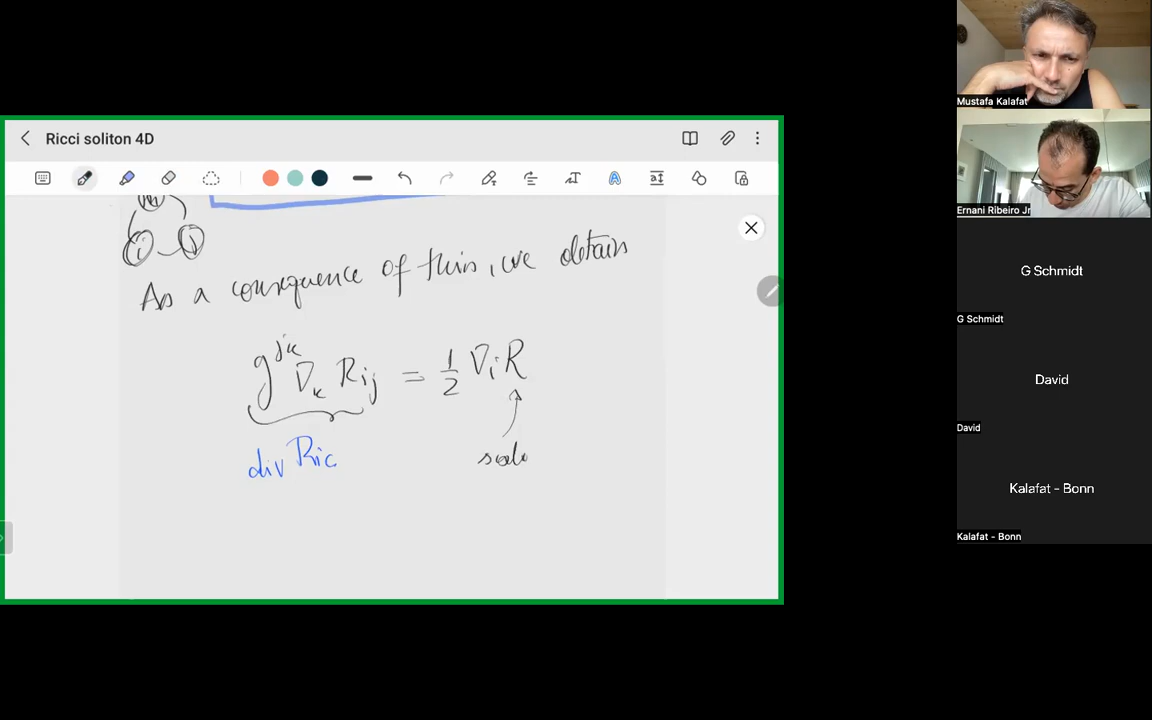 Ricci soliton 4D
i j
As a consequence of this, we obtain
g^{jk} ∇_k R_{ij} = 1/2 ∇_i R
div Ric
scala
Mustafa Kalafat
Ernani Ribeiro Jr
G Schmidt
G Schmidt
David
David
Kalafat - Bonn
Kalafat - Bonn